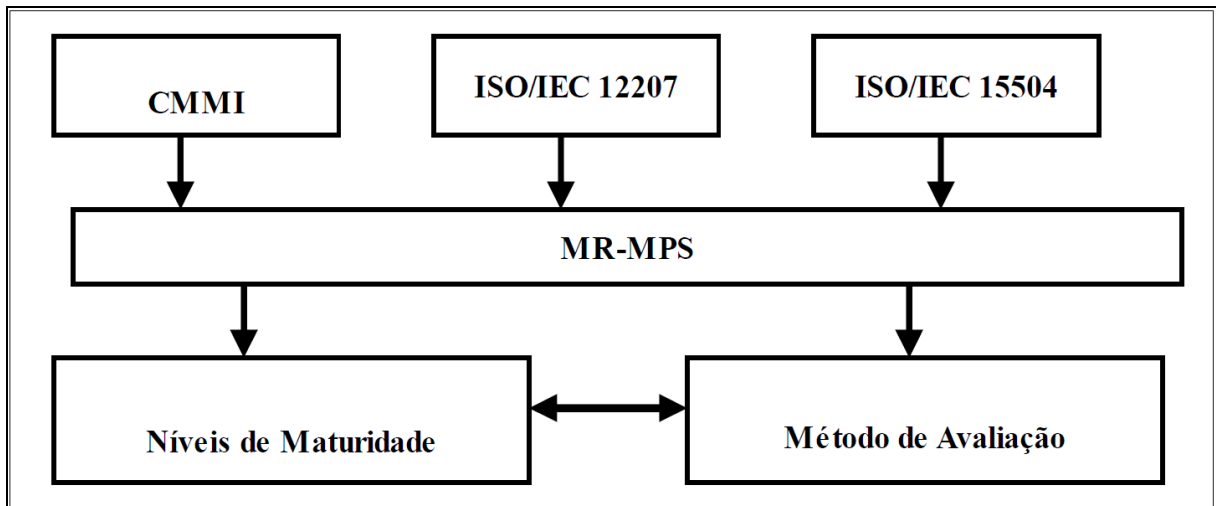 CMMI
ISO/IEC 12207
ISO/IEC 15504
MR-MPS
Níveis de Maturidade
Método de Avaliação